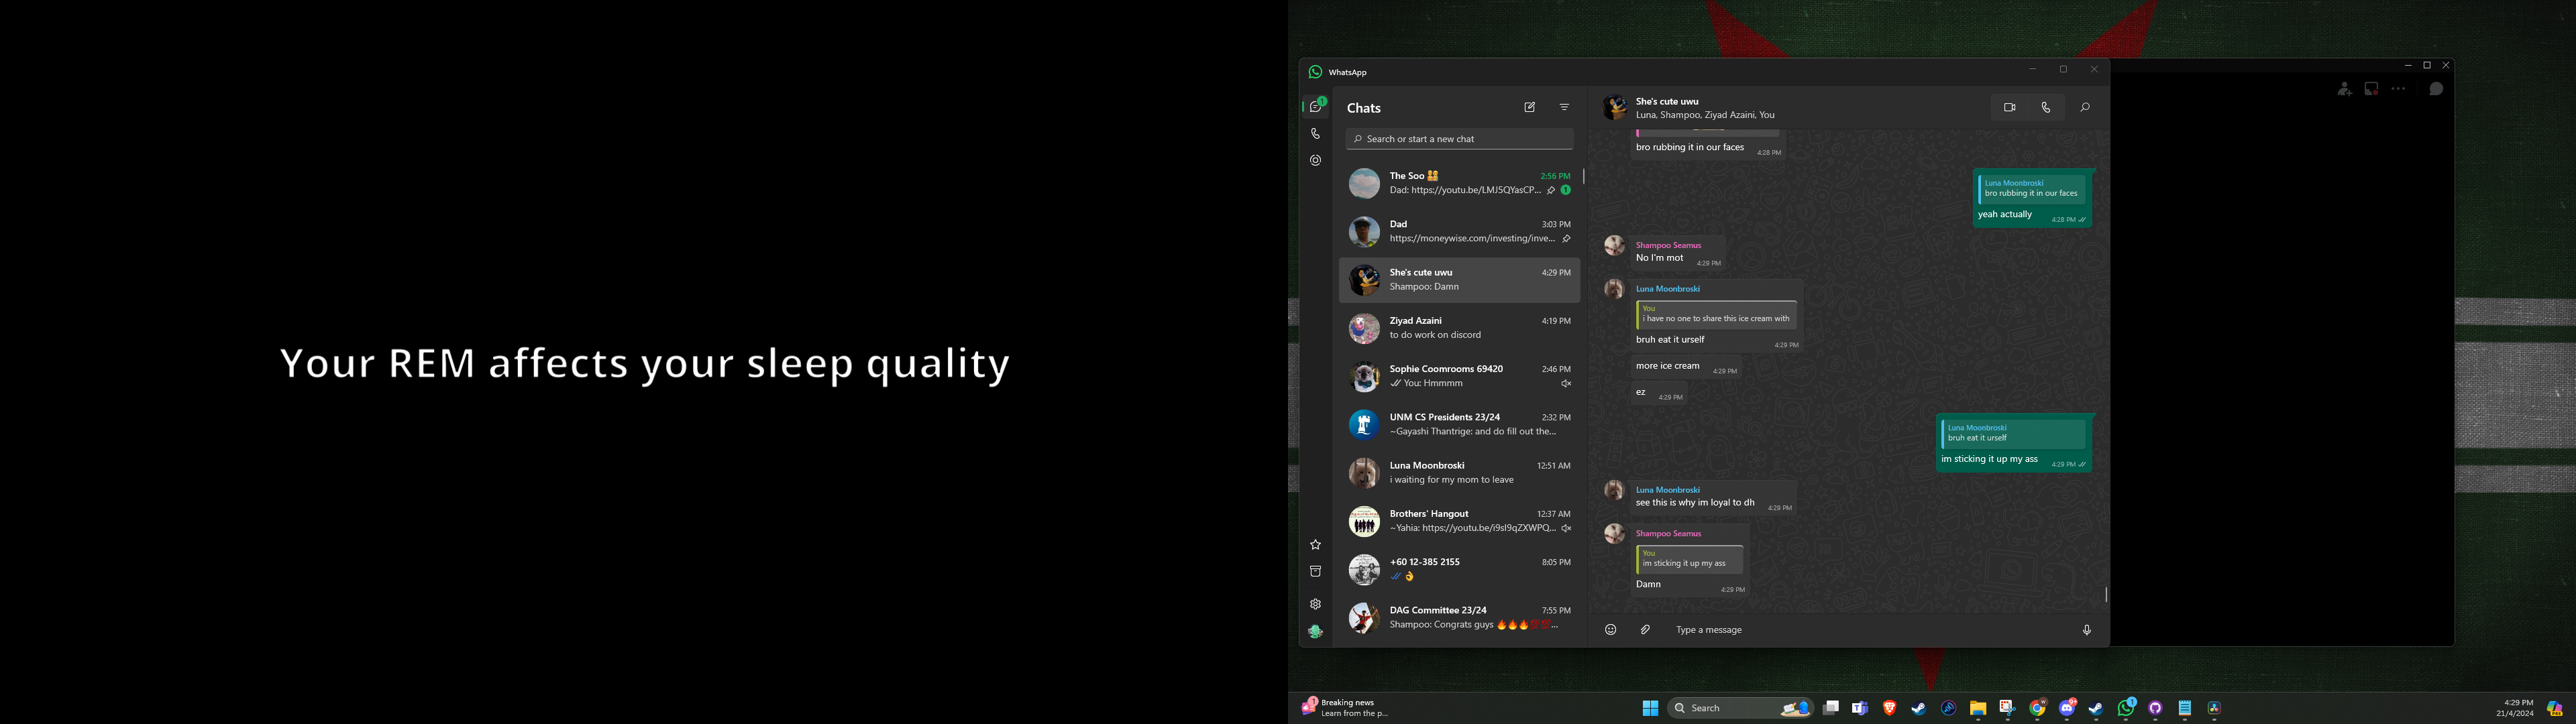 Your REM affects your sleep quality
WhatsApp
1
Chats
Search or start a new chat
The Soo 2:56 PM
Dad: https://youtu.be/LMJ5QYasCP... 1
Dad 3:03 PM
https://moneywise.com/investing/inve...
She's cute uwu 4:29 PM
Shampoo: Damn
Ziyad Azaini 4:19 PM
to do work on discord
Sophie Coomrooms 69420 2:46 PM
You: Hmmmm
UNM CS Presidents 23/24 2:32 PM
~Gayashi Thantrige: and do fill out the...
Luna Moonbroski 12:51 AM
i waiting for my mom to leave
Brothers' Hangout 12:37 AM
~Yahia: https://youtu.be/i9sI9qZXWPQ...
+60 12-385 2155 8:05 PM
👌
DAG Committee 23/24 7:55 PM
Shampoo: Congrats guys 🔥🔥🔥💯💯...
She's cute uwu
Luna, Shampoo, Ziyad Azaini, You
bro rubbing it in our faces 4:28 PM
Luna Moonbroski
bro rubbing it in our faces
yeah actually 4:28 PM
Shampoo Seamus
No I'm mot 4:29 PM
Luna Moonbroski
You
i have no one to share this ice cream with
bruh eat it urself 4:29 PM
more ice cream 4:29 PM
ez 4:29 PM
Luna Moonbroski
bruh eat it urself
im sticking it up my ass 4:29 PM
Luna Moonbroski
see this is why im loyal to dh 4:29 PM
Shampoo Seamus
You
im sticking it up my ass
Damn 4:29 PM
Type a message
Breaking news
Learn from the p...
Search
4:29 PM
21/4/2024